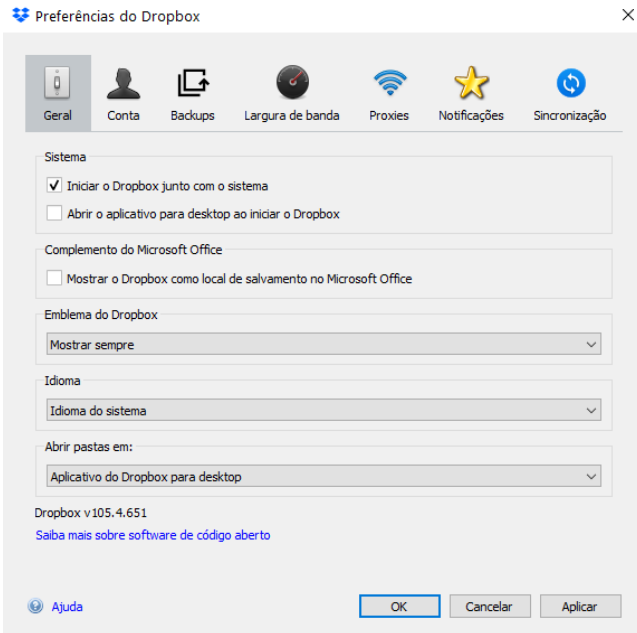 Preferências do Dropbox
Geral
Conta
Backups
Largura de banda
Proxies
Notificações
Sincronização
Sistema
Iniciar o Dropbox junto com o sistema
Abrir o aplicativo para desktop ao iniciar o Dropbox
Complemento do Microsoft Office
Mostrar o Dropbox como local de salvamento no Microsoft Office
Emblema do Dropbox
Mostrar sempre
Idioma
Idioma do sistema
Abrir pastas em:
Aplicativo do Dropbox para desktop
Dropbox v105.4.651
Saiba mais sobre software de código aberto
Ajuda
OK
Cancelar
Aplicar